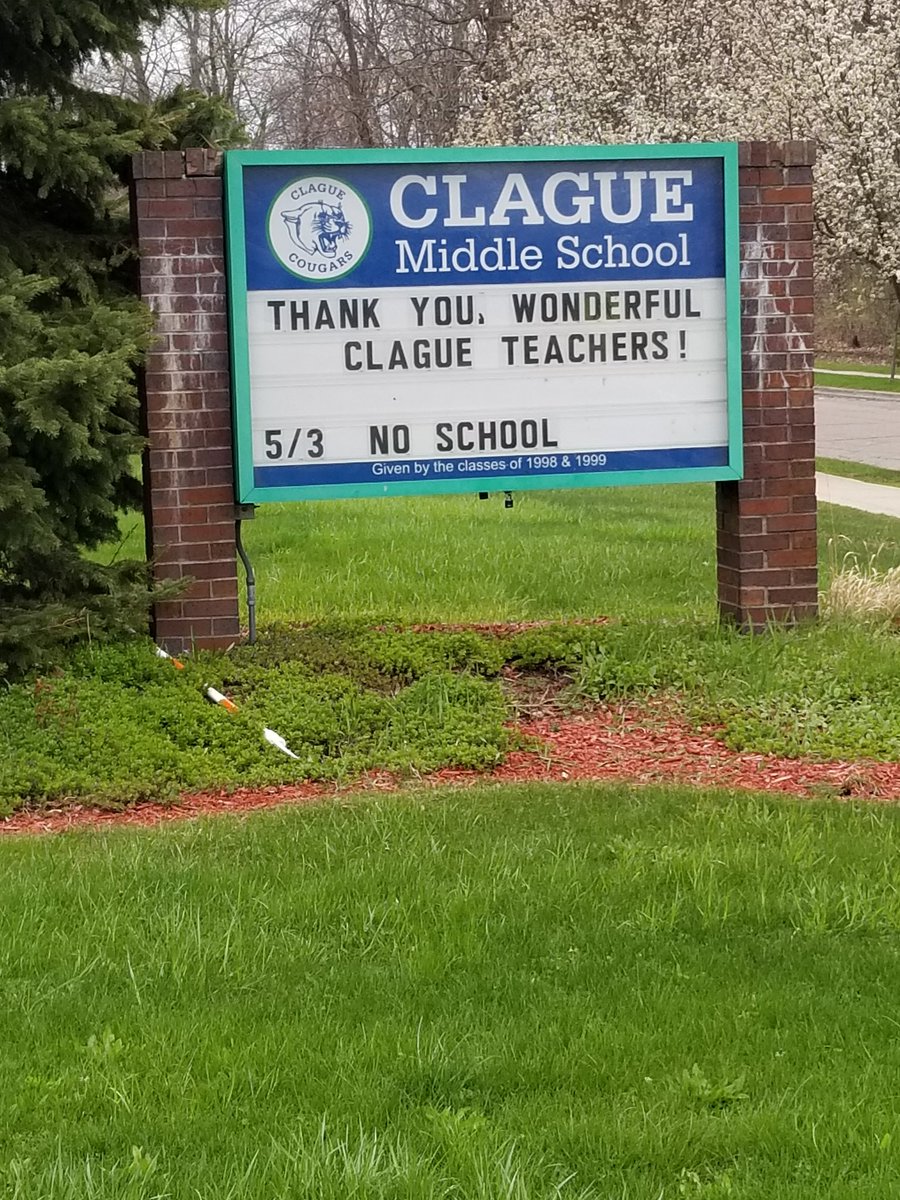 CLAGUE
COUGARS
CLAGUE
Middle School
THANK YOU, WONDERFUL
CLAGUE TEACHERS!
5/3 NO SCHOOL
Given by the classes of 1998 & 1999